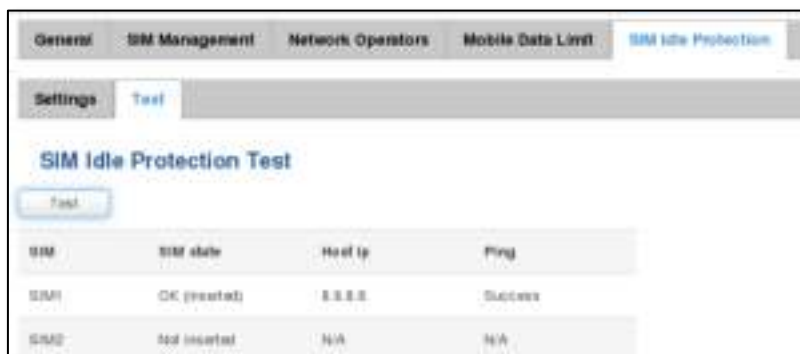 General SIM Management Network Operators Mobile Data Limit SIM Idle Protection
Settings Test
SIM Idle Protection Test
Test
SIM SIM state Host ip Ping
SIM1 OK (inserted) 8.8.8.8 Success
SIM2 Not inserted N/A N/A